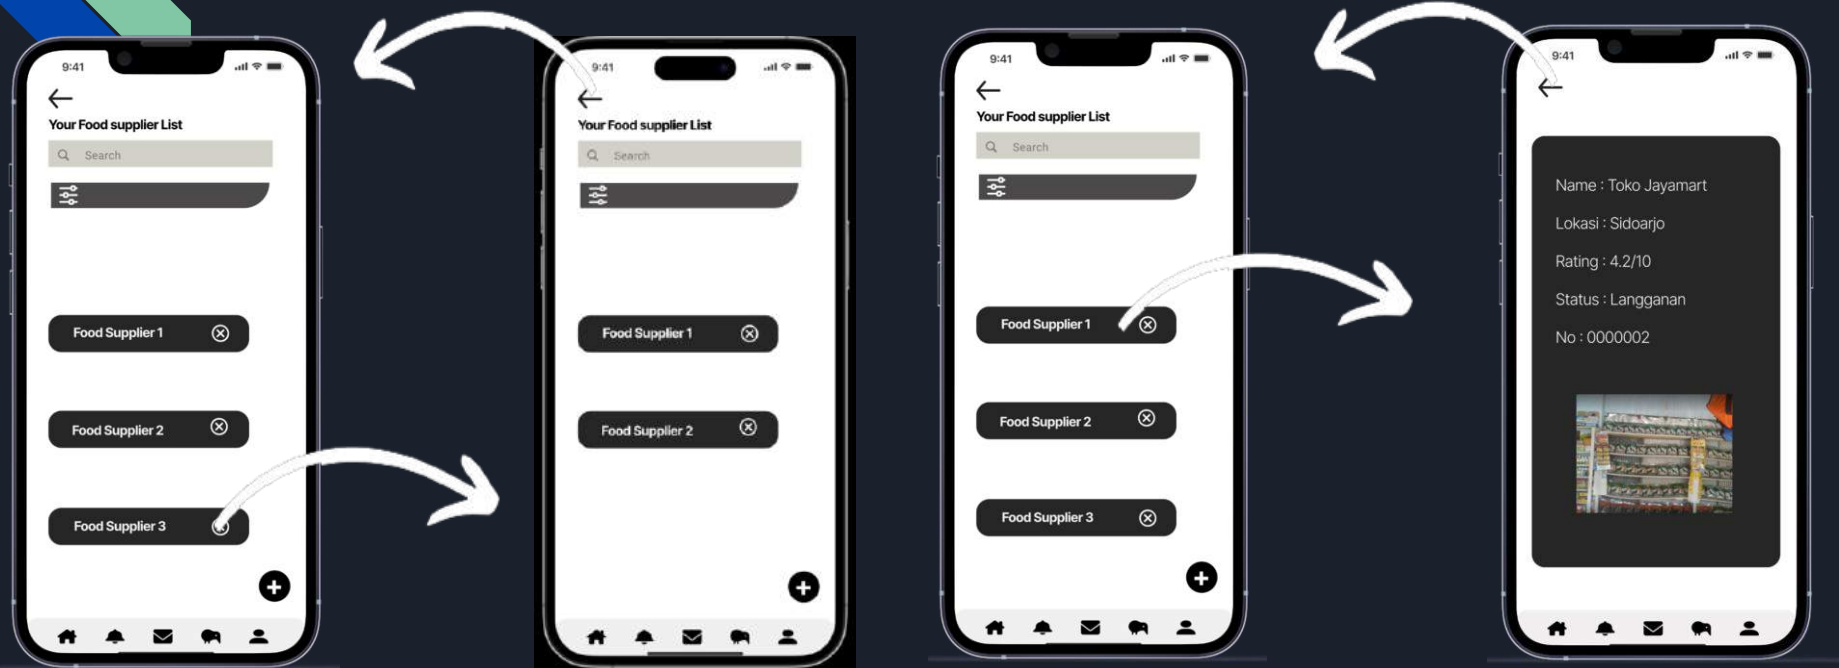 9:41
Your Food supplier List
Search
Food Supplier 1
Food Supplier 2
Food Supplier 3
9:41
Your Food supplier List
Search
Food Supplier 1
Food Supplier 2
9:41
Your Food supplier List
Search
Food Supplier 1
Food Supplier 2
Food Supplier 3
9:41
Name : Toko Jayamart
Lokasi : Sidoarjo
Rating : 4.2/10
Status : Langganan
No : 0000002